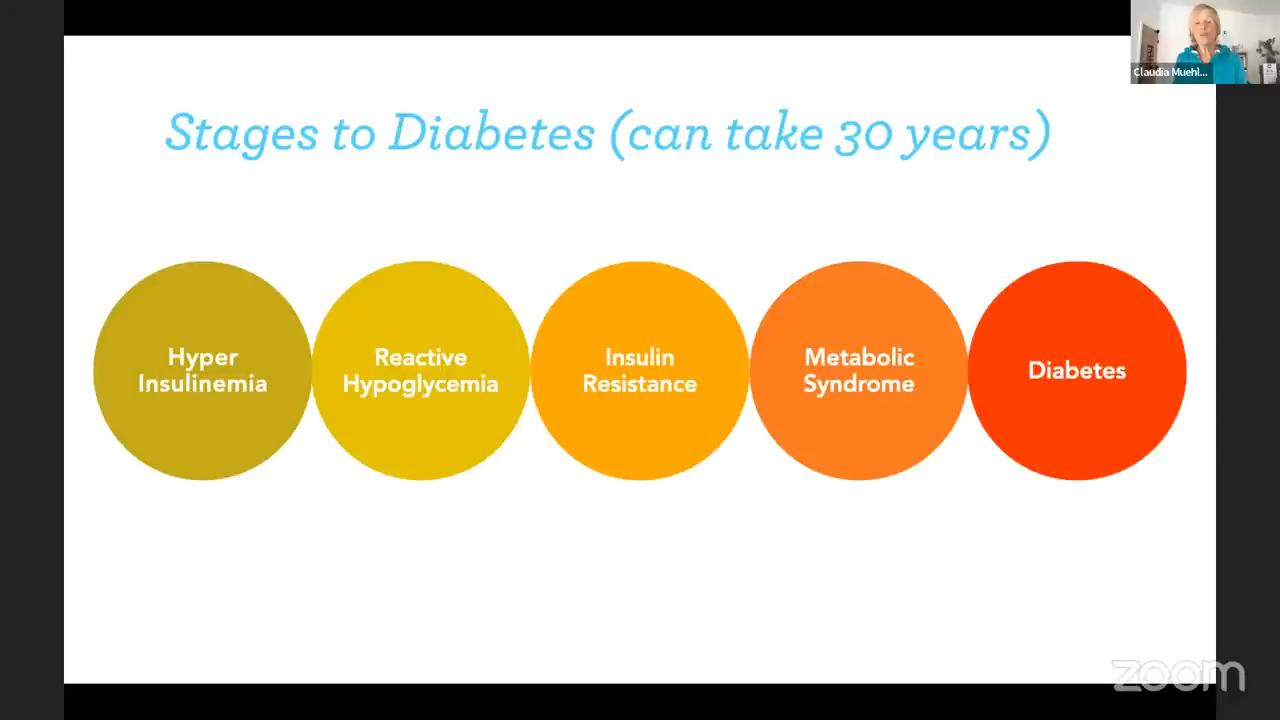 Claudia Muehl...
Stages to Diabetes (can take 30 years)
Hyper
Insulinemia
Reactive
Hypoglycemia
Insulin
Resistance
Metabolic
Syndrome
Diabetes
zoom